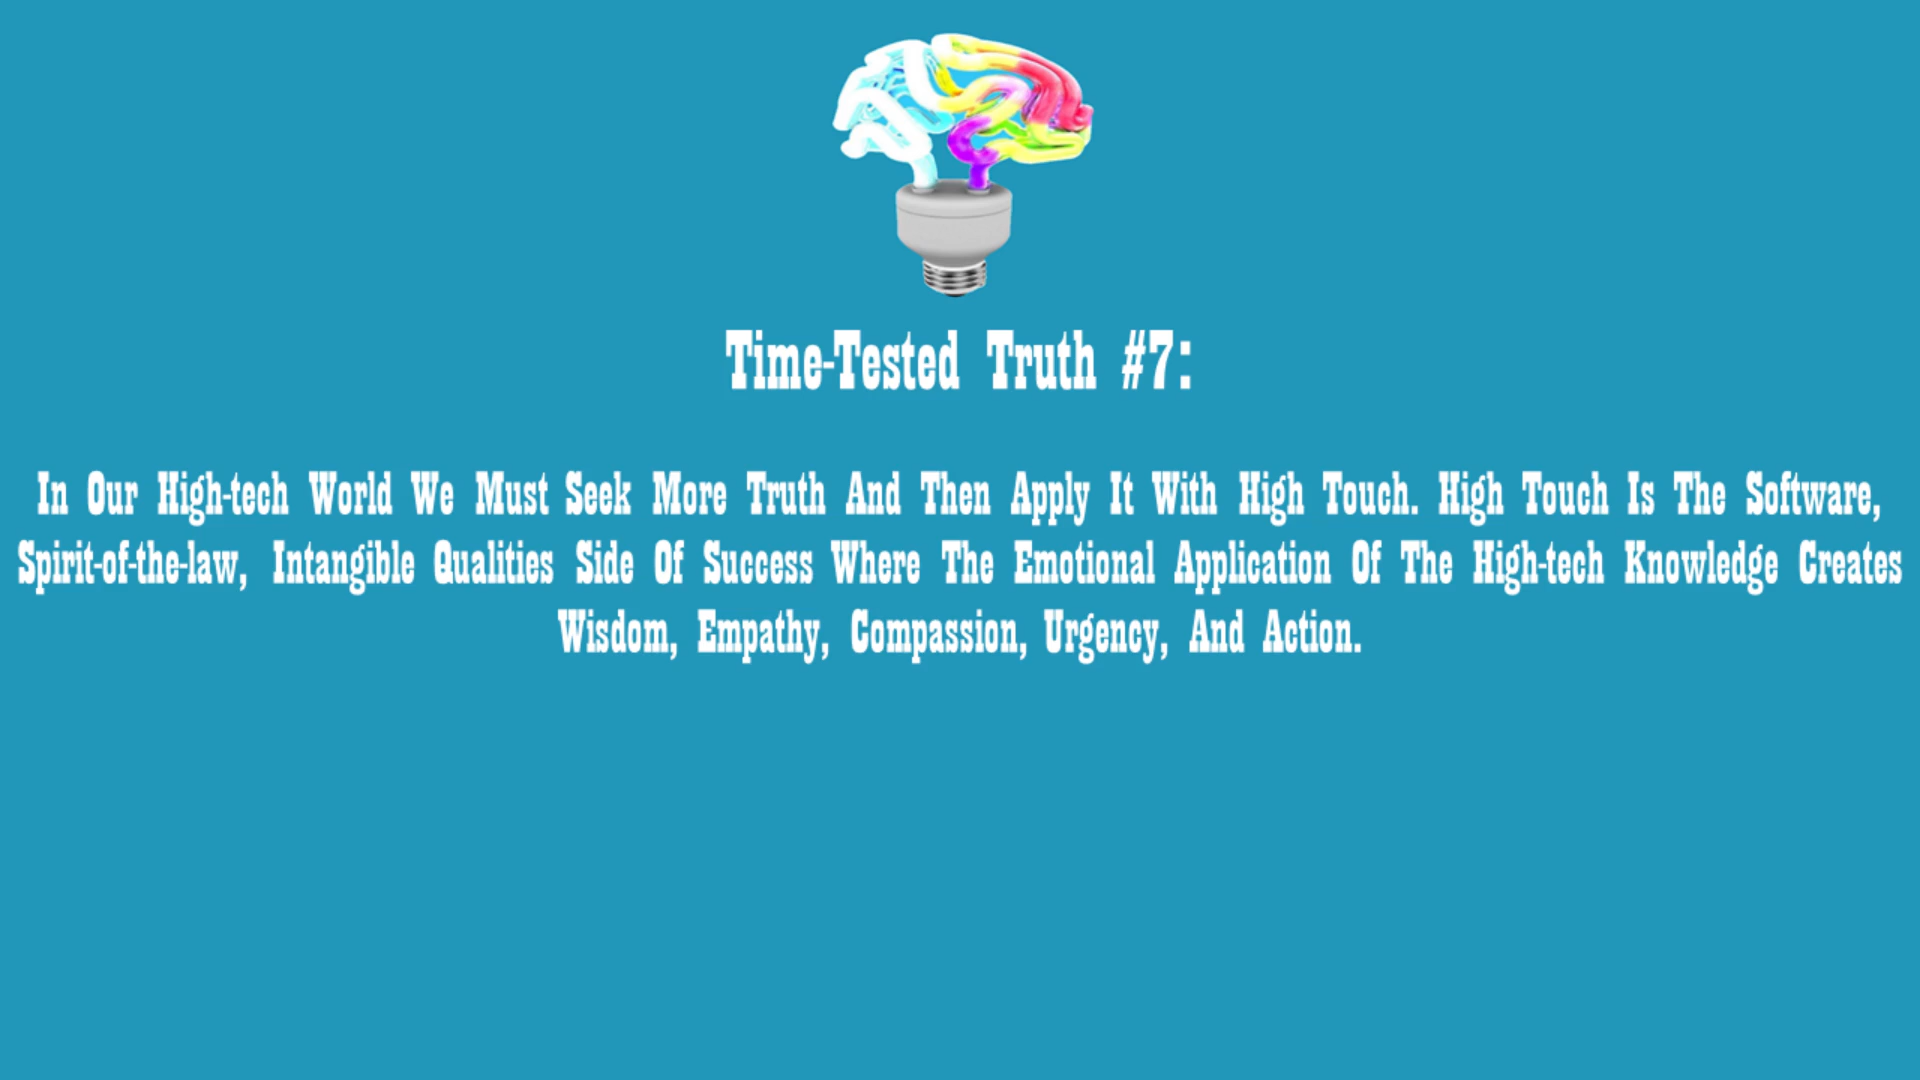 Time-Tested Truth #7:
In Our High-tech World We Must Seek More Truth And Then Apply It With High Touch. High Touch Is The Software,
Spirit-of-the-law, Intangible Qualities Side Of Success Where The Emotional Application Of The High-tech Knowledge Creates
Wisdom, Empathy, Compassion, Urgency, And Action.